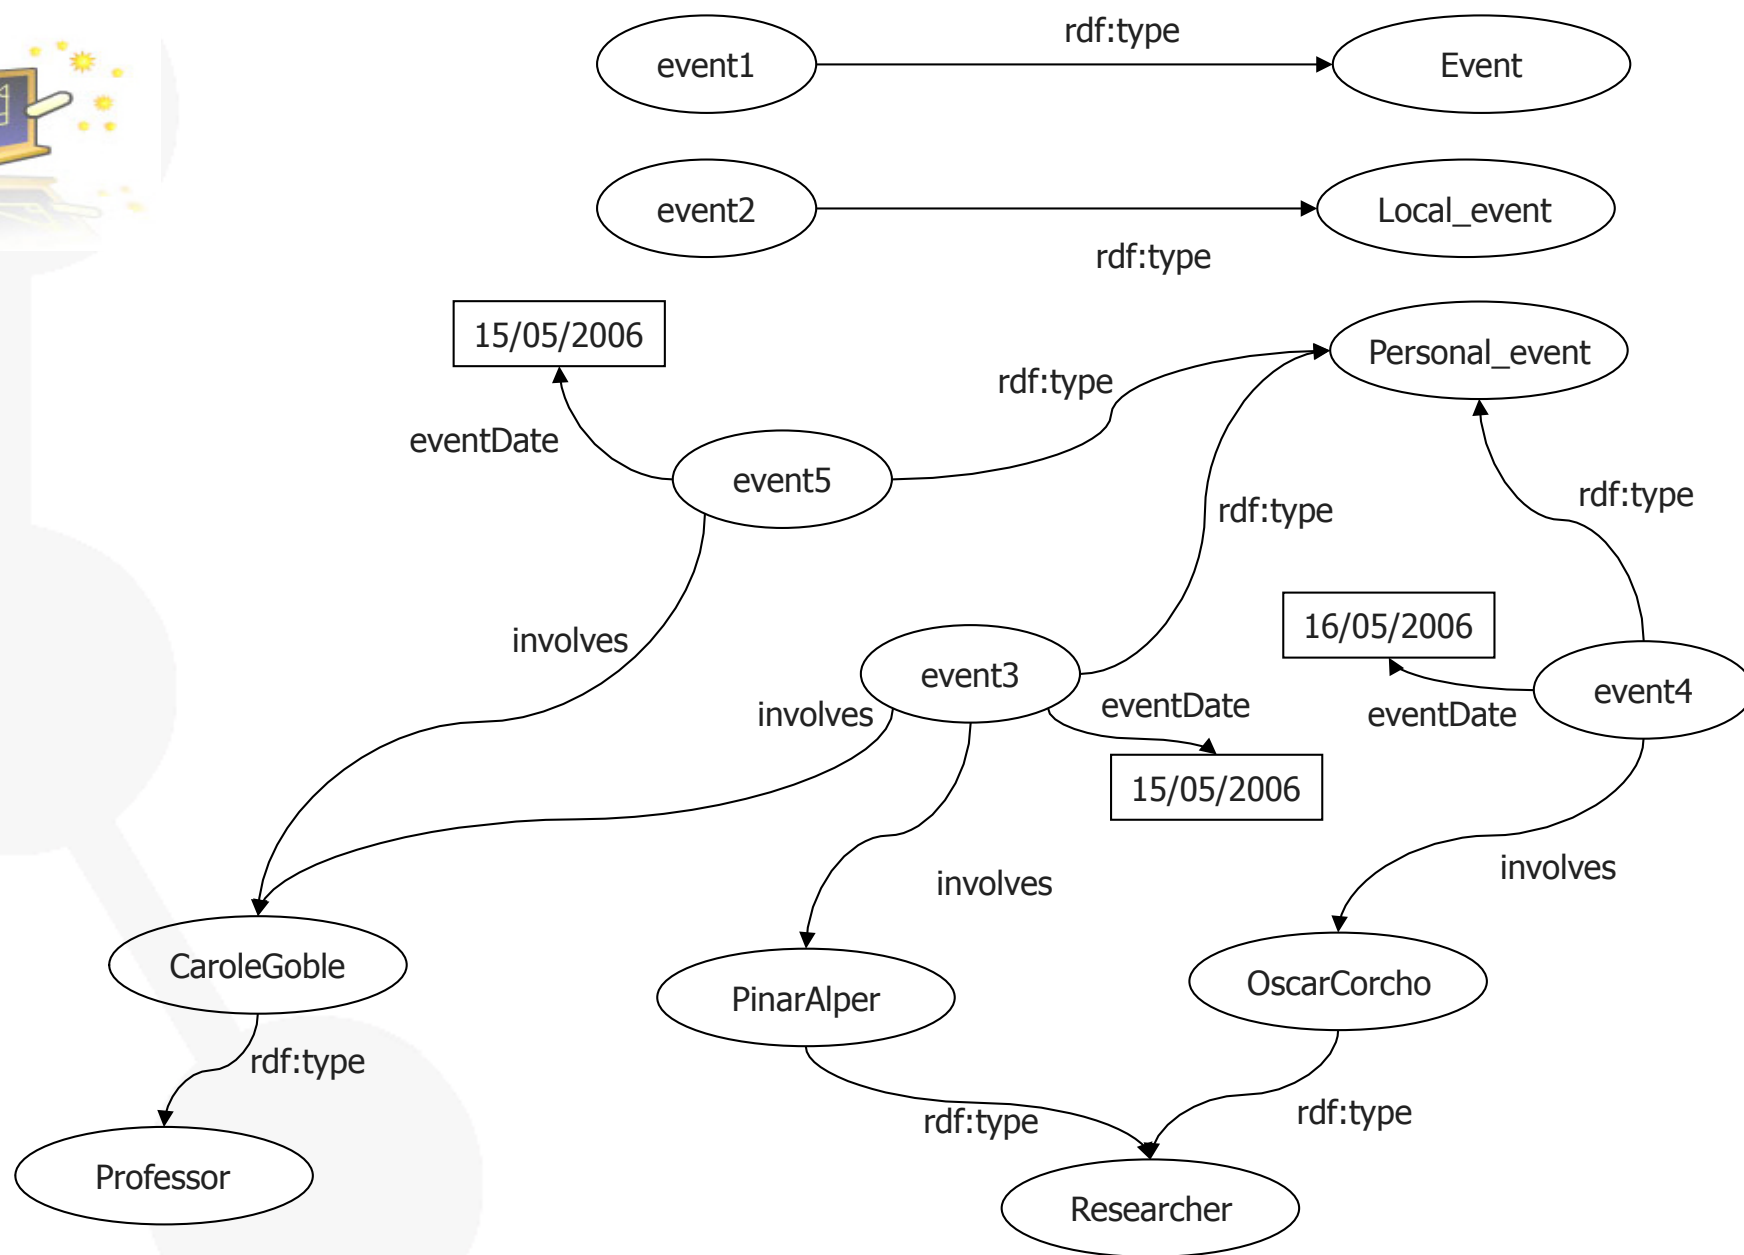 rdf:type
event1
Event
event2
Local_event
rdf:type
15/05/2006
Personal_event
rdf:type
eventDate
event5
rdf:type
rdf:type
16/05/2006
involves
event3
event4
involves
eventDate
eventDate
15/05/2006
involves
involves
CaroleGoble
PinarAlper
OscarCorcho
rdf:type
rdf:type
rdf:type
Professor
Researcher